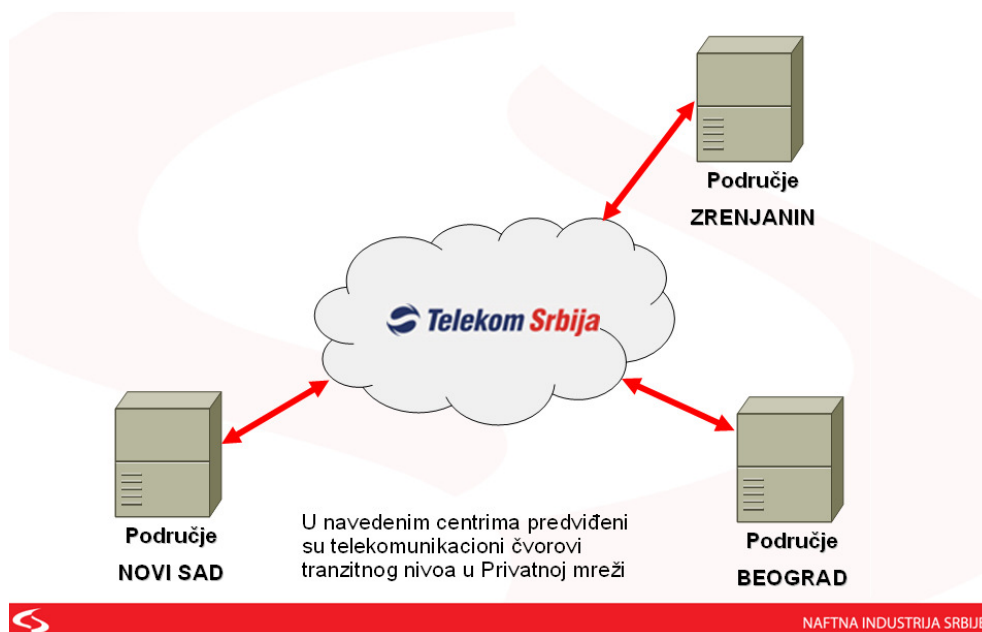 Područje
ZRENJANIN
Telekom Srbija
Područje
NOVI SAD
U navedenim centrima predviđeni
su telekomunikacioni čvorovi
tranzitnog nivoa u Privatnoj mreži
Područje
BEOGRAD
NAFTNA INDUSTRIJA SRBIJE